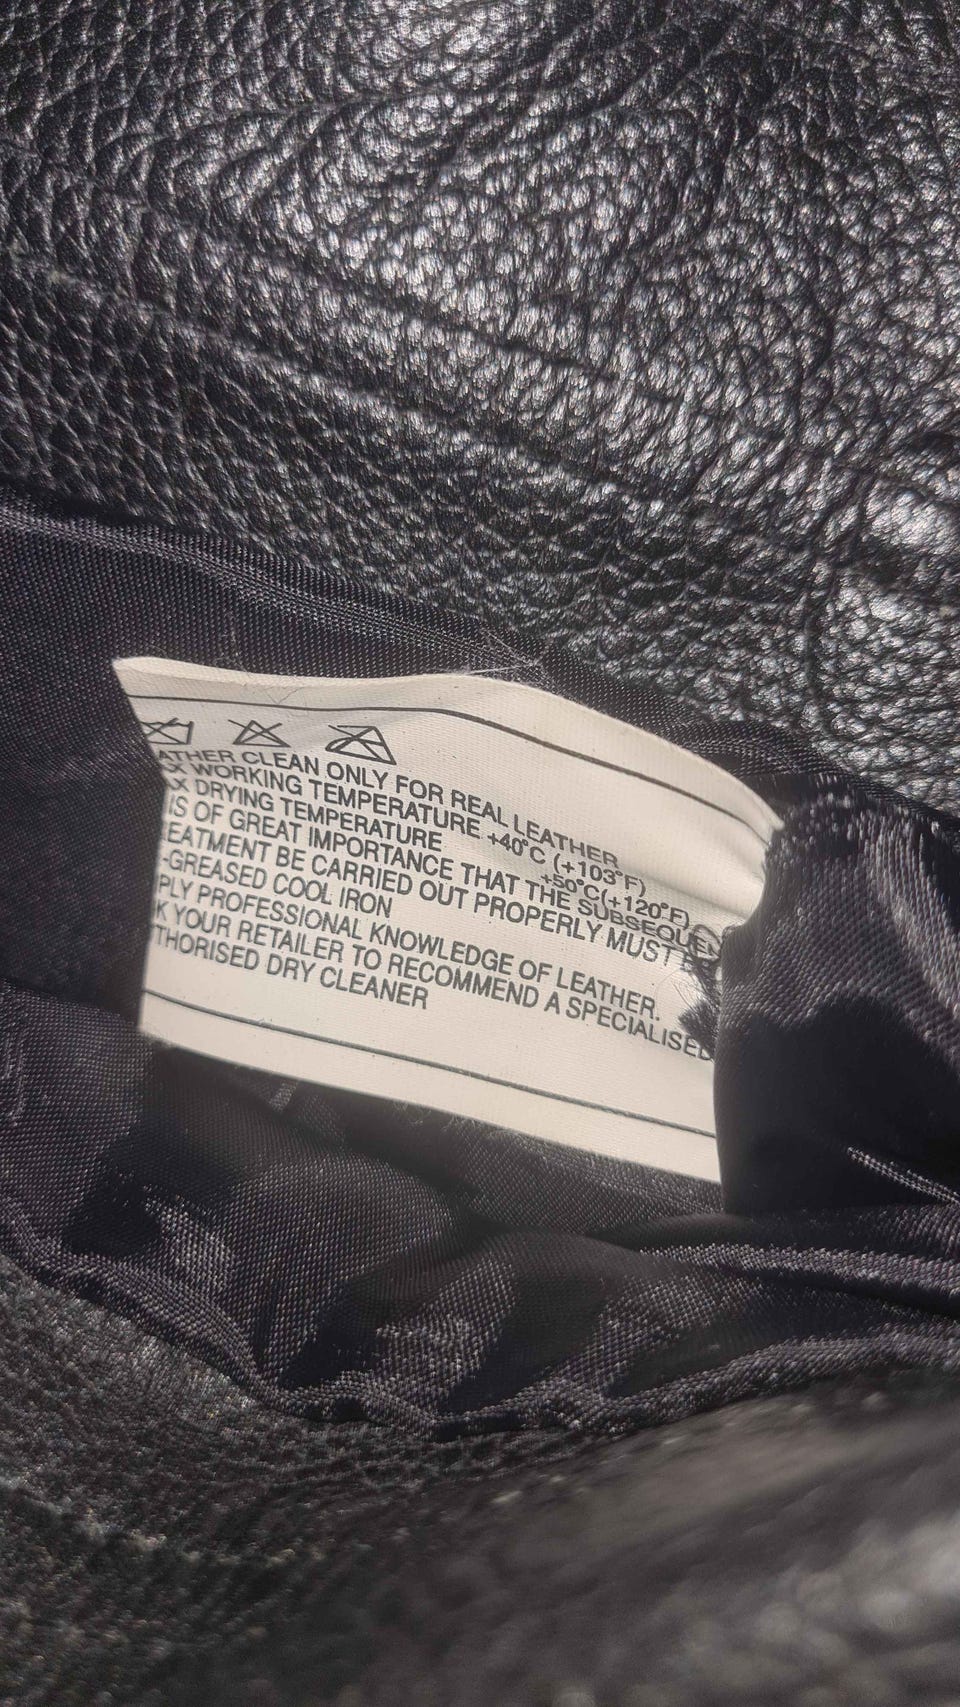 ATHER CLEAN ONLY FOR REAL LEATHER
X WORKING TEMPERATURE +40°C (+103°F)
X DRYING TEMPERATURE +50°C(+120°F)
IS OF GREAT IMPORTANCE THAT THE SUBSEQUEN
EATMENT BE CARRIED OUT PROPERLY MUST
-GREASED COOL IRON
PLY PROFESSIONAL KNOWLEDGE OF LEATHER.
K YOUR RETAILER TO RECOMMEND A SPECIALISED
THORISED DRY CLEANER